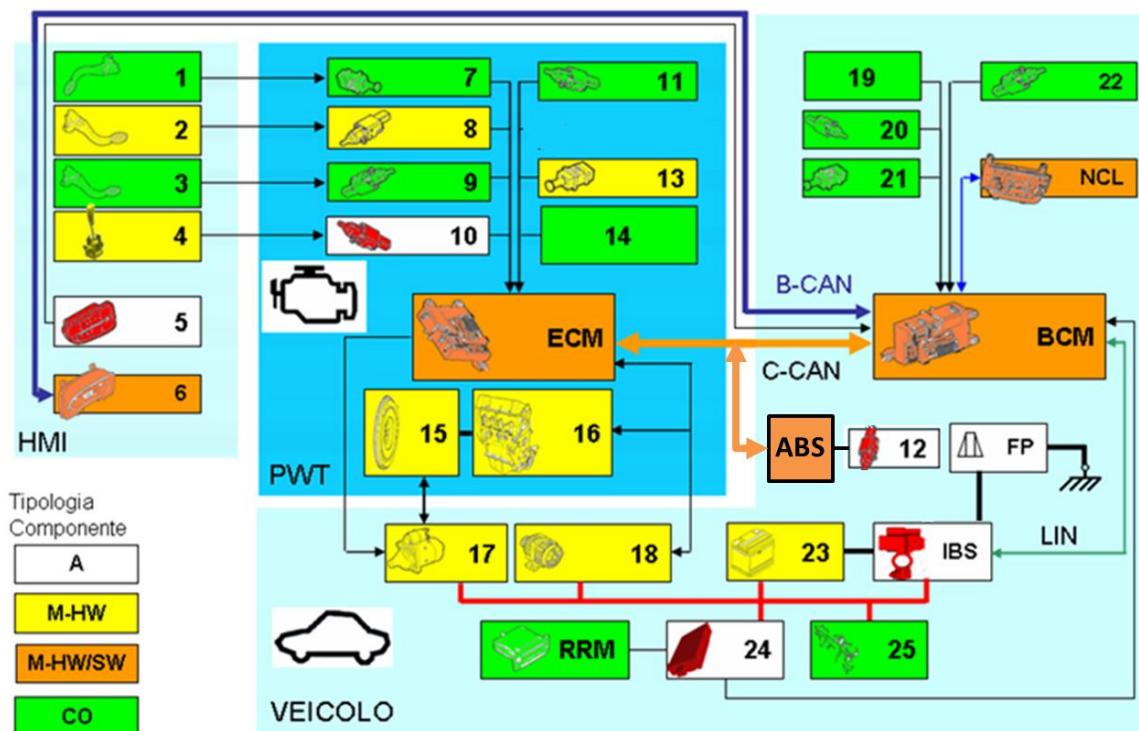 1
7
11
19
22
2
8
20
3
9
13
21
NCL
4
10
14
B-CAN
5
ECM
BCM
C-CAN
6
HMI
15
16
ABS
12
FP
PWT
Tipologia
Componente
A
17
18
23
IBS
LIN
M-HW
M-HW/SW
RRM
24
25
CO
VEICOLO